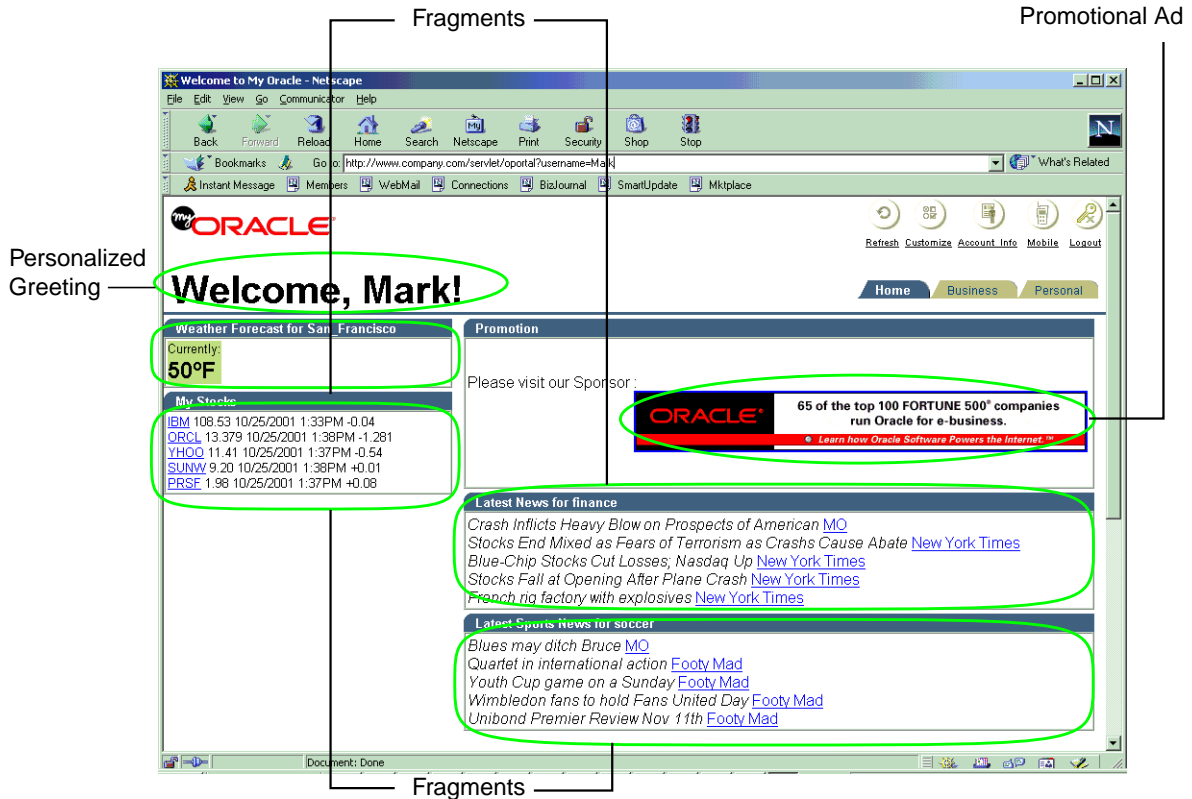 Fragments
Promotional Ad
Welcome to My Oracle - Netscape
File Edit View Go Communicator Help
Back Forward Reload Home Search Netscape Print Security Shop Stop
My
N
Bookmarks Go to: http://www.company.com/servlet/oportal?username=Mark
What's Related
Instant Message Members WebMail Connections BizJournal SmartUpdate Mktplace
my ORACLE®
Refresh Customize Account Info Mobile Logout
Personalized
Greeting
Welcome, Mark!
Home Business Personal
Weather Forecast for San_Francisco
Currently:
50ºF
My Stocks
IBM 108.53 10/25/2001 1:33PM -0.04
ORCL 13.379 10/25/2001 1:38PM -1.281
YHOO 11.41 10/25/2001 1:37PM -0.54
SUNW 9.20 10/25/2001 1:38PM +0.01
PRSF 1.98 10/25/2001 1:37PM +0.08
Promotion
Please visit our Sponsor :
ORACLE®
65 of the top 100 FORTUNE 500® companies
run Oracle for e-business.
Learn how Oracle Software Powers the Internet.™
Latest News for finance
Crash Inflicts Heavy Blow on Prospects of American MO
Stocks End Mixed as Fears of Terrorism as Crashs Cause Abate New York Times
Blue-Chip Stocks Cut Losses; Nasdaq Up New York Times
Stocks Fall at Opening After Plane Crash New York Times
French rig factory with explosives New York Times
Latest Sports News for soccer
Blues may ditch Bruce MO
Quartet in international action Footy Mad
Youth Cup game on a Sunday Footy Mad
Wimbledon fans to hold Fans United Day Footy Mad
Unibond Premier Review Nov 11th Footy Mad
Document: Done
Fragments